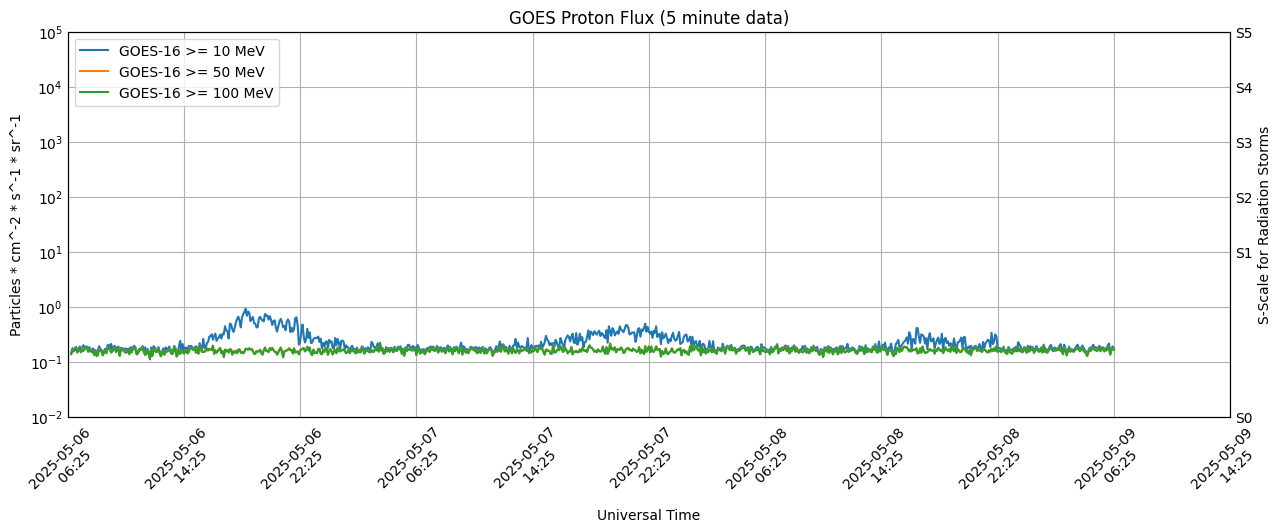 GOES Proton Flux (5 minute data)
GOES-16 >= 10 MeV
GOES-16 >= 50 MeV
GOES-16 >= 100 MeV
Particles * cm^-2 * s^-1 * sr^-1
10^5
10^4
10^3
10^2
10^1
10^0
10^-1
10^-2
S5
S4
S3
S2
S1
S0
S-Scale for Radiation Storms
2025-05-06
06:25
2025-05-06
14:25
2025-05-06
22:25
2025-05-07
06:25
2025-05-07
14:25
2025-05-07
22:25
2025-05-08
06:25
2025-05-08
14:25
2025-05-08
22:25
2025-05-09
06:25
2025-05-09
14:25
Universal Time